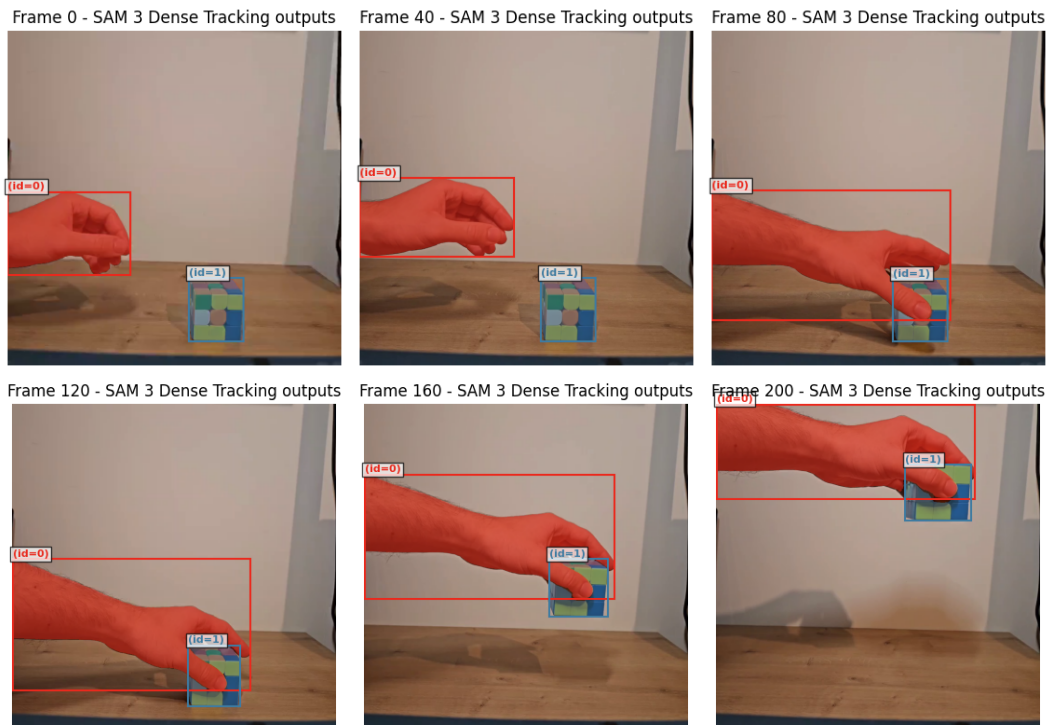 Frame 0 - SAM 3 Dense Tracking outputs
(id=0)
(id=1)
Frame 40 - SAM 3 Dense Tracking outputs
(id=0)
(id=1)
Frame 80 - SAM 3 Dense Tracking outputs
(id=0)
(id=1)
Frame 120 - SAM 3 Dense Tracking outputs
(id=0)
(id=1)
Frame 160 - SAM 3 Dense Tracking outputs
(id=0)
(id=1)
Frame 200 - SAM 3 Dense Tracking outputs
(id=0)
(id=1)